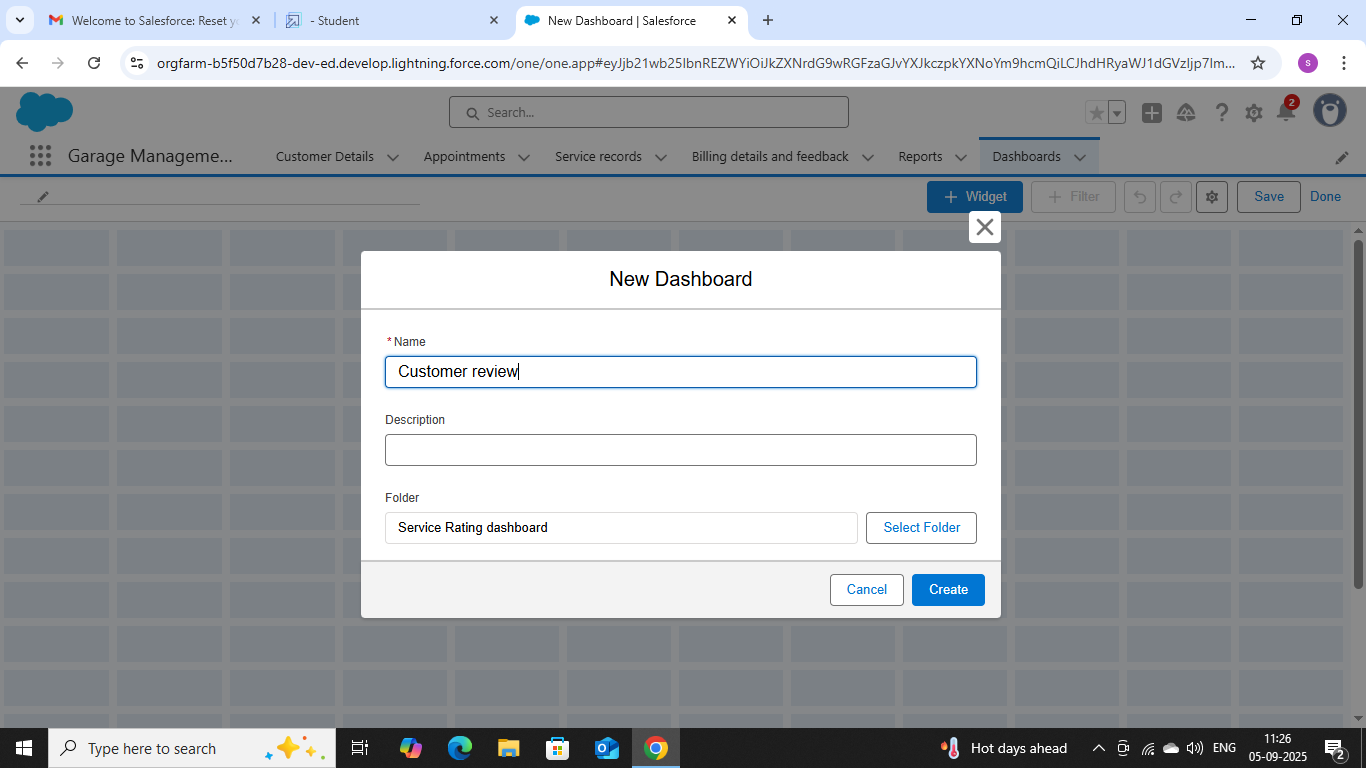 Welcome to Salesforce: Reset yo
- Student
New Dashboard | Salesforce
orgfarm-b5f50d7b28-dev-ed.develop.lightning.force.com/one/one.app#eyJjb21wb25lbnREZWYiOiJkZXNrdG9wRGFzaGJvYXJkczpkYXNoYm9hcmQiLCJhdHRyaWJ1dGVzIjp7Im...
s
Search...
2
Garage Manageme...
Customer Details
Appointments
Service records
Billing details and feedback
Reports
Dashboards
+ Widget
+ Filter
Save
Done
New Dashboard
* Name
Customer review
Description
Folder
Service Rating dashboard
Select Folder
Cancel
Create
Type here to search
Hot days ahead
ENG
11:26
05-09-2025
2